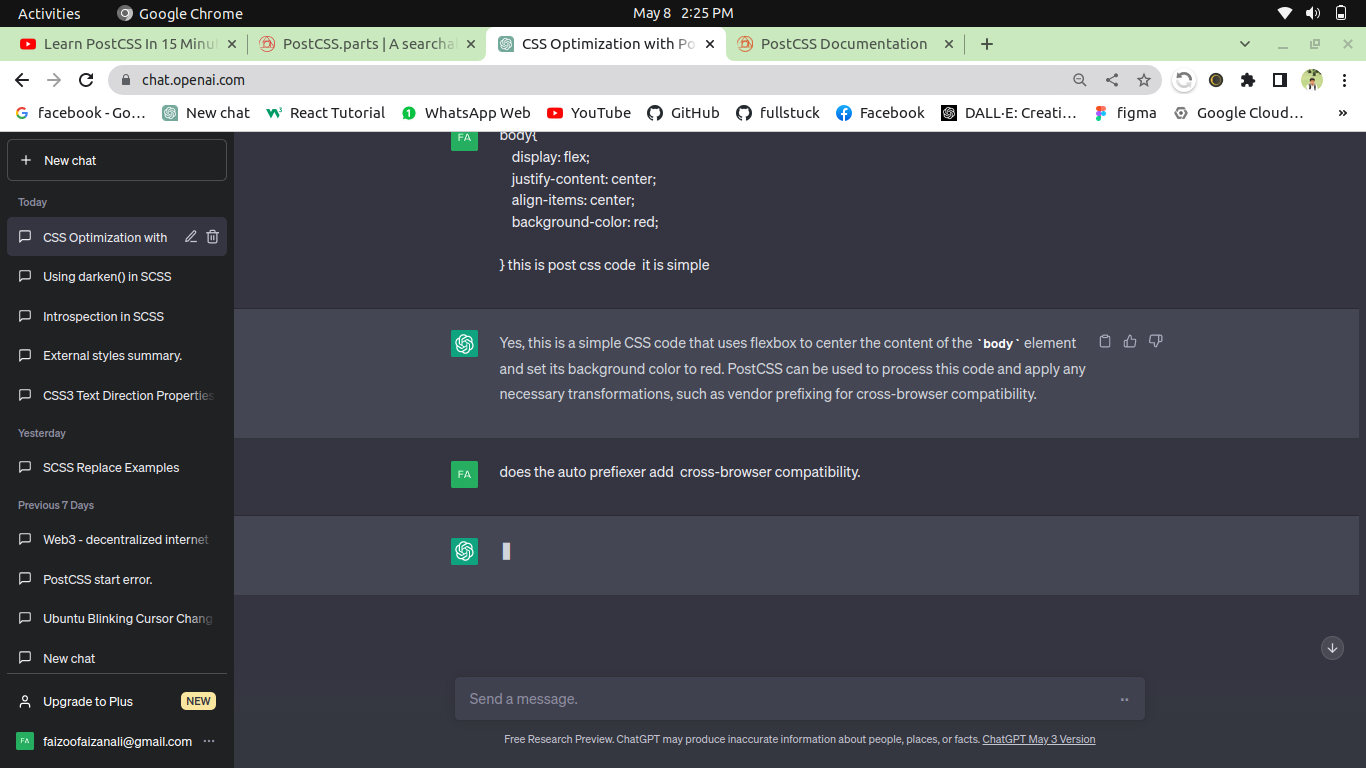 Activities Google Chrome May 8 2:25 PM
Learn PostCSS In 15 Minu PostCSS.parts | A searcha CSS Optimization with Po PostCSS Documentation
chat.openai.com
facebook - Go... New chat React Tutorial WhatsApp Web YouTube GitHub fullstuck Facebook DALL·E: Creati... figma Google Cloud... »
New chat
Today
CSS Optimization with
Using darken() in SCSS
Introspection in SCSS
External styles summary.
CSS3 Text Direction Properties
Yesterday
SCSS Replace Examples
Previous 7 Days
Web3 - decentralized internet
PostCSS start error.
Ubuntu Blinking Cursor Chang
New chat
Upgrade to Plus NEW
FA faizoofaizanali@gmail.com ···
FA body{
display: flex;
justify-content: center;
align-items: center;
background-color: red;
} this is post css code it is simple
Yes, this is a simple CSS code that uses flexbox to center the content of the `body` element
and set its background color to red. PostCSS can be used to process this code and apply any
necessary transformations, such as vendor prefixing for cross-browser compatibility.
FA does the auto prefiexer add cross-browser compatibility.
Send a message.
Free Research Preview. ChatGPT may produce inaccurate information about people, places, or facts. ChatGPT May 3 Version